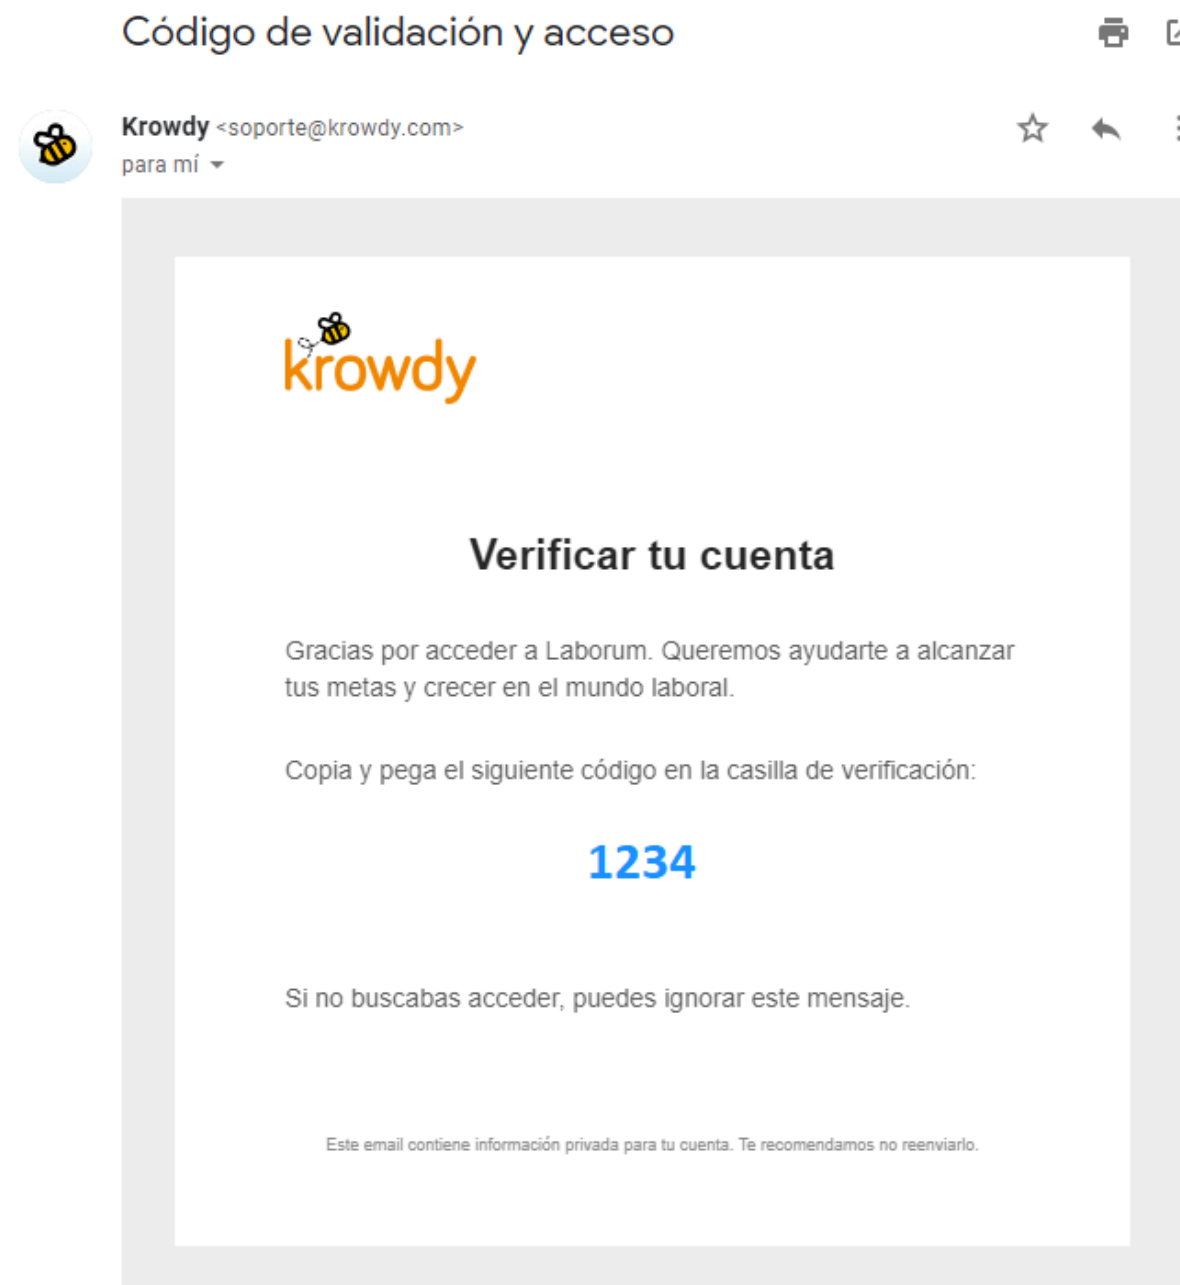 Código de validación y acceso
Krowdy <soporte@krowdy.com>
para mí
krowdy
Verificar tu cuenta
Gracias por acceder a Laborum. Queremos ayudarte a alcanzar
tus metas y crecer en el mundo laboral.
Copia y pega el siguiente código en la casilla de verificación:
1234
Si no buscabas acceder, puedes ignorar este mensaje.
Este email contiene información privada para tu cuenta. Te recomendamos no reenviarlo.